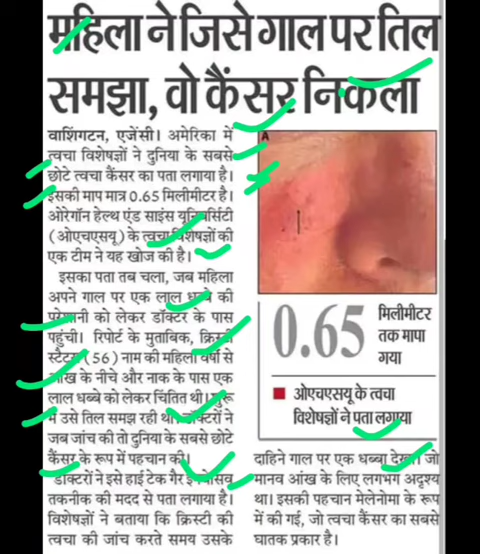 महिला ने जिसे गाल पर तिल
समझा, वो कैंसर निकला
वाशिंगटन, एजेंसी। अमेरिका में
त्वचा विशेषज्ञों ने दुनिया के सबसे
छोटे त्वचा कैंसर का पता लगाया है।
इसकी माप मात्र 0.65 मिलीमीटर है।
ओरेगॉन हेल्थ एंड साइंस यूनिवर्सिटी
(ओएचएसयू) के त्वचा विशेषज्ञों की
एक टीम ने यह खोज की है।
इसका पता तब चला, जब महिला
अपने गाल पर एक लाल धब्बे की
परेशानी को लेकर डॉक्टर के पास
पहुंची। रिपोर्ट के मुताबिक, क्रिस्टी
(56) नाम की महिला वर्षों से
आंख के नीचे और नाक के पास एक
लाल धब्बे को लेकर चिंतित थी। शुरू
में उसे तिल समझ रही थी। डॉक्टरों ने
जब जांच की तो दुनिया के सबसे छोटे
कैंसर के रूप में पहचान की।
डॉक्टरों ने इसे हाई टेक गैर
तकनीक की मदद से पता लगाया है।
विशेषज्ञों ने बताया कि क्रिस्टी की
त्वचा की जांच करते समय उसके
A
0.65
मिलीमीटर
तक मापा
गया
ओएचएसयू के त्वचा
विशेषज्ञों ने पता लगाया
दाहिने गाल पर एक धब्बा देखा। जो
मानव आंख के लिए लगभग अदृश्य
था। इसकी पहचान मेलेनोमा के रूप
में की गई, जो त्वचा कैंसर का सबसे
घातक प्रकार है।